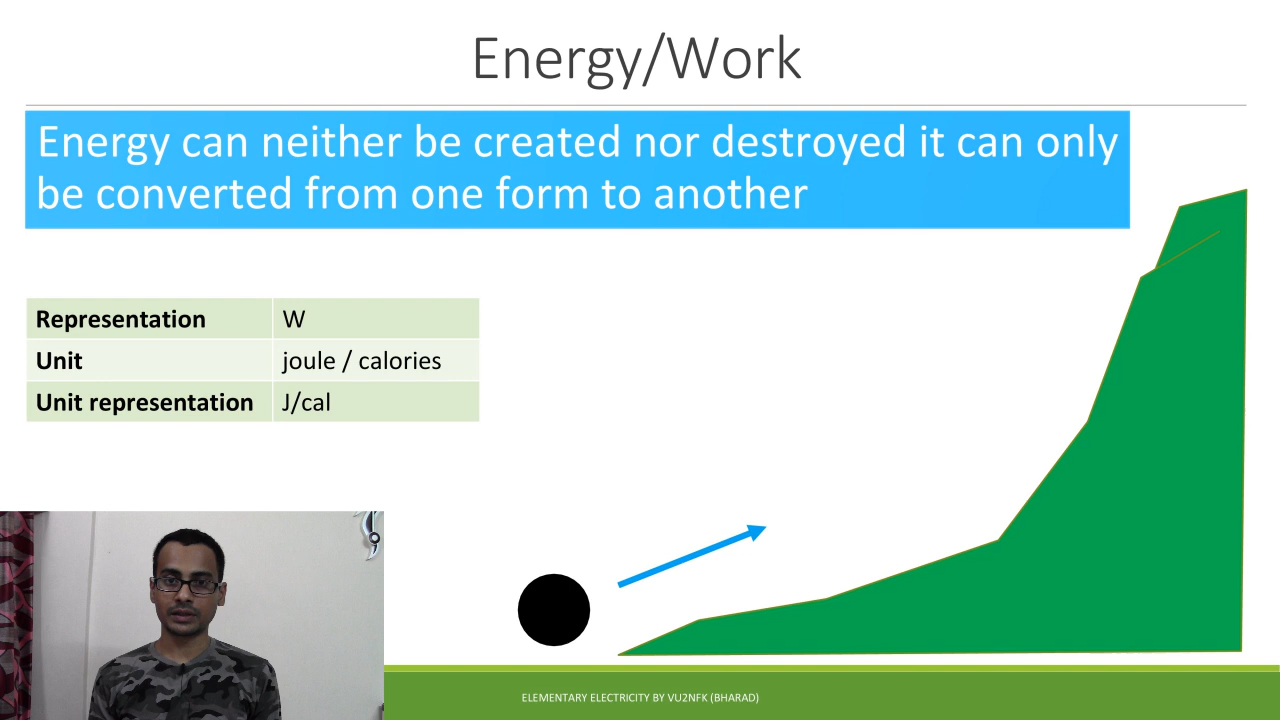 Energy/Work
Energy can neither be created nor destroyed it can only
be converted from one form to another
Representation W
Unit joule / calories
Unit representation J/cal
ELEMENTARY ELECTRICITY BY VU2NFK (BHARAD)